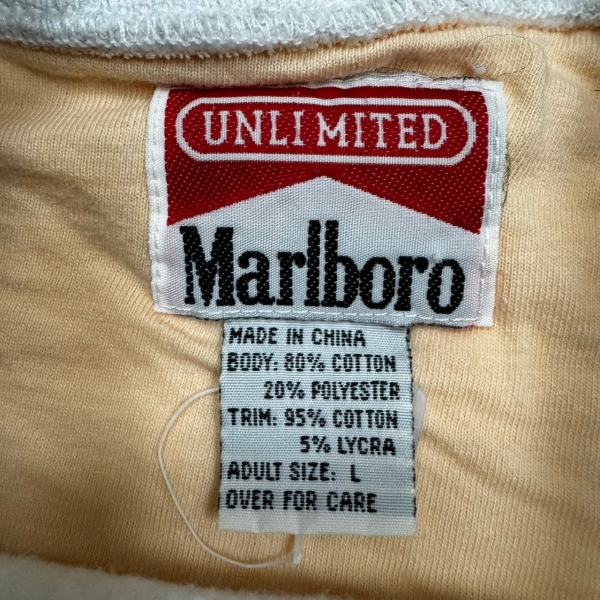 UNLIMITED
Marlboro
MADE IN CHINA
BODY: 80% COTTON
20% POLYESTER
TRIM: 95% COTTON
5% LYCRA
ADULT SIZE: L
OVER FOR CARE